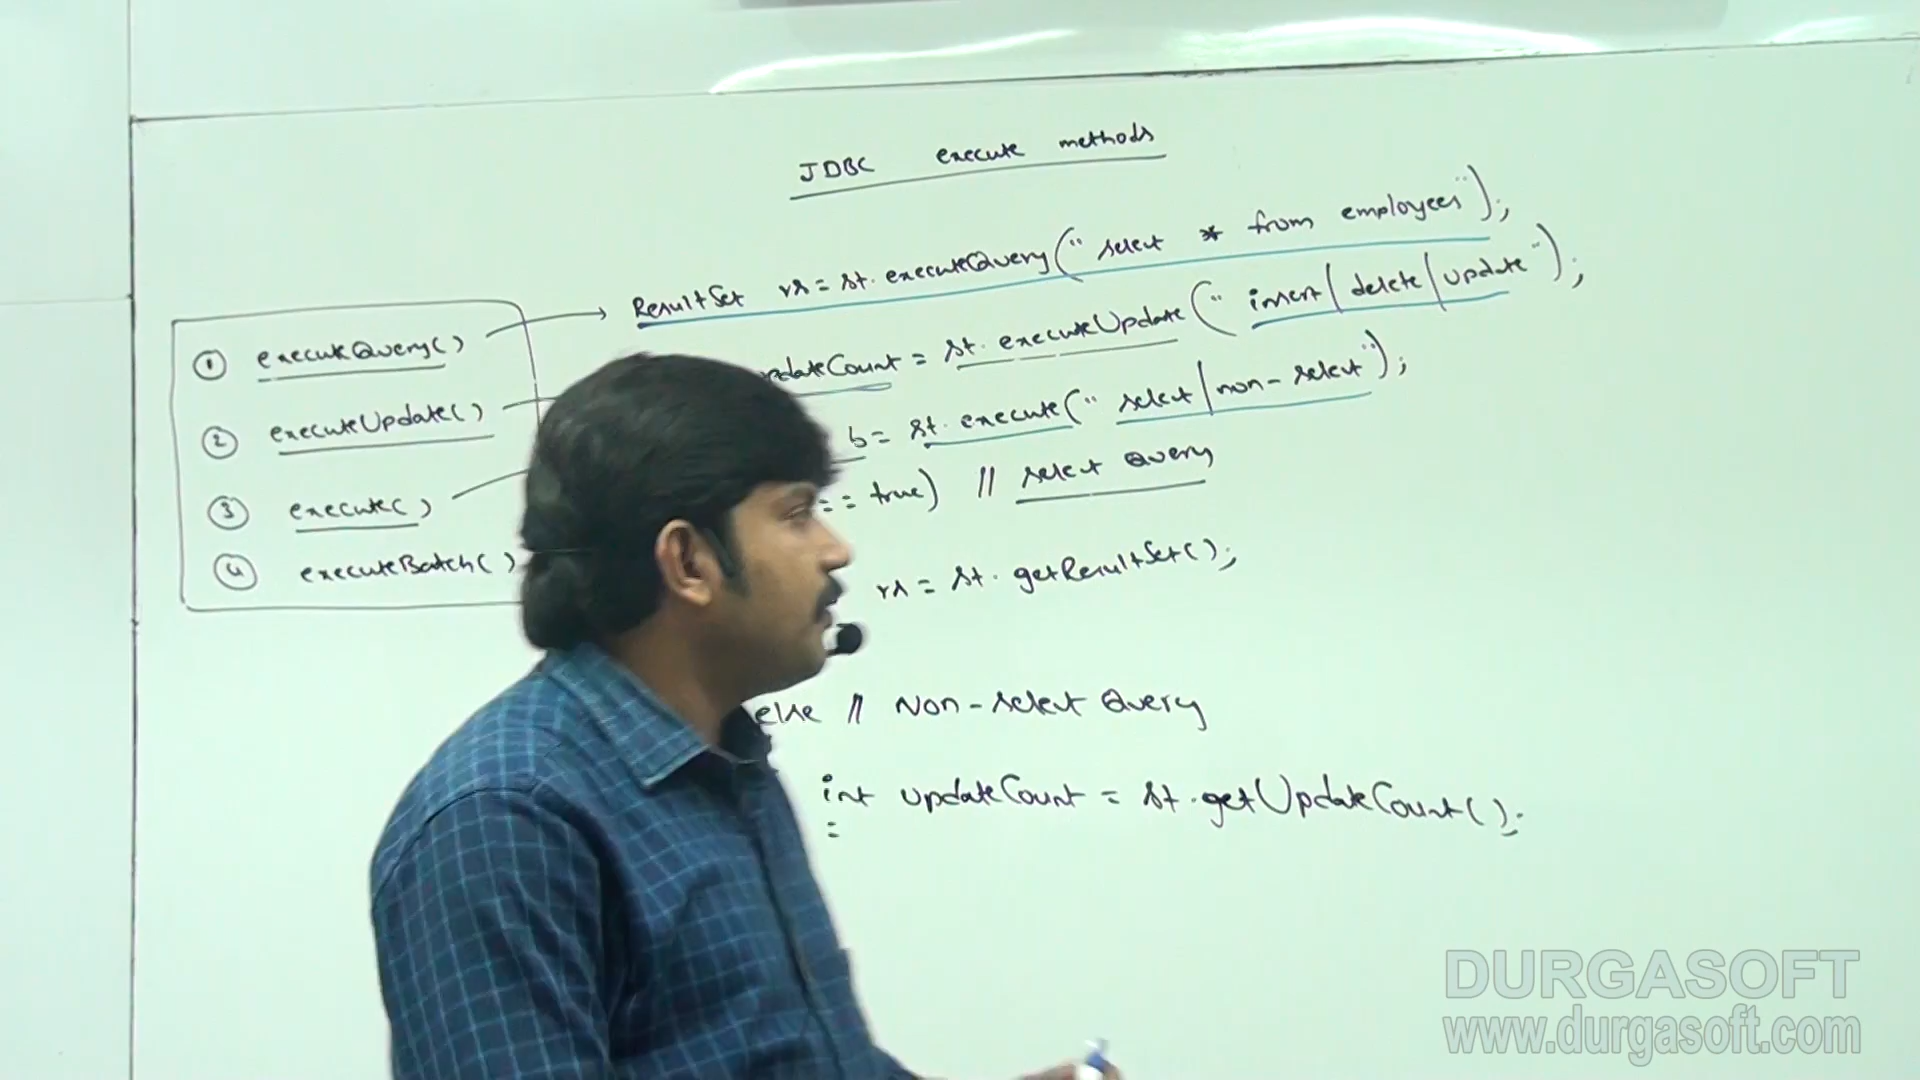 JDBC execute methods
① executeQuery()
② executeUpdate()
③ execute()
④ executeBatch()
ResultSet rs = st.executeQuery("select * from employees");
updateCount = st.executeUpdate("insert/delete/update");
b = st.execute("select/non-select");
== true) // select Query
rs = st.getResultSet();
else // Non-select Query
int updateCount = st.getUpdateCount();
DURGASOFT
www.durgasoft.com